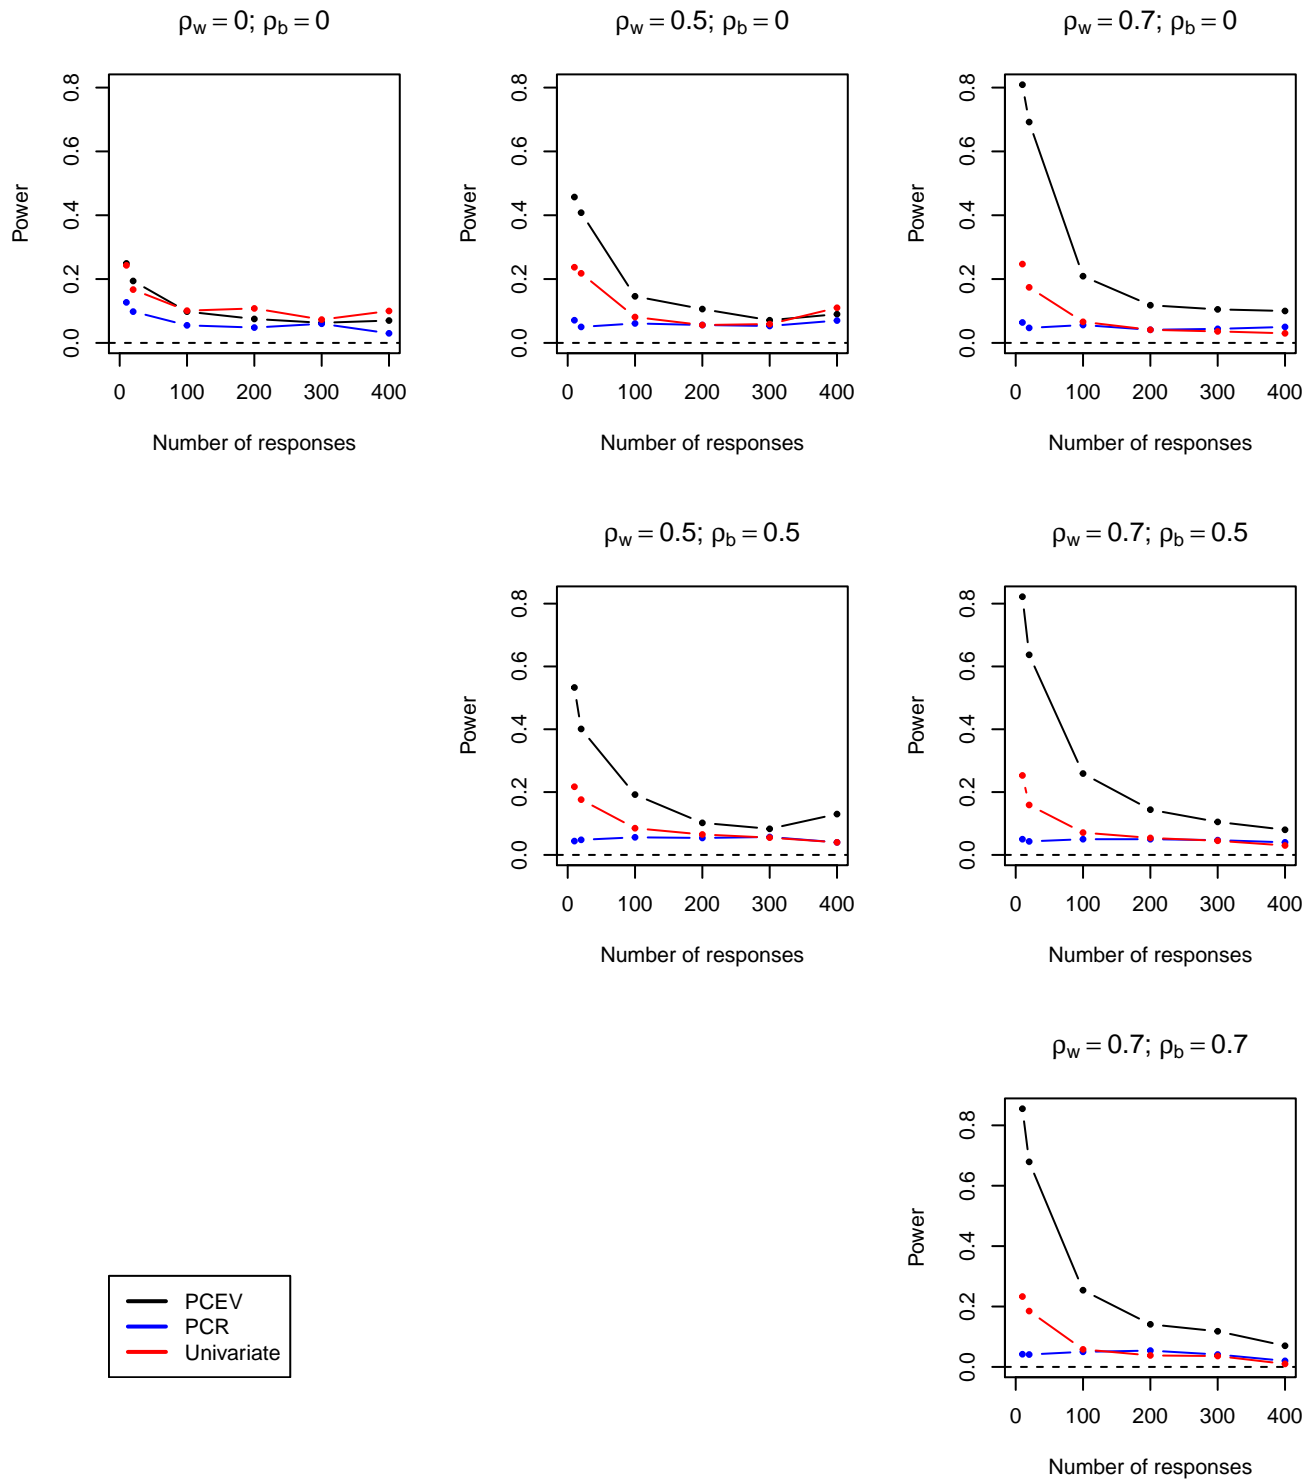 ρw = 0; ρb = 0
0.0 0.2 0.4 0.6 0.8
Power
0 100 200 300 400
Number of responses
ρw = 0.5; ρb = 0
0.0 0.2 0.4 0.6 0.8
Power
0 100 200 300 400
Number of responses
ρw = 0.7; ρb = 0
0.0 0.2 0.4 0.6 0.8
Power
0 100 200 300 400
Number of responses
ρw = 0.5; ρb = 0.5
0.0 0.2 0.4 0.6 0.8
Power
0 100 200 300 400
Number of responses
ρw = 0.7; ρb = 0.5
0.0 0.2 0.4 0.6 0.8
Power
0 100 200 300 400
Number of responses
ρw = 0.7; ρb = 0.7
0.0 0.2 0.4 0.6 0.8
Power
0 100 200 300 400
Number of responses
PCEV
PCR
Univariate